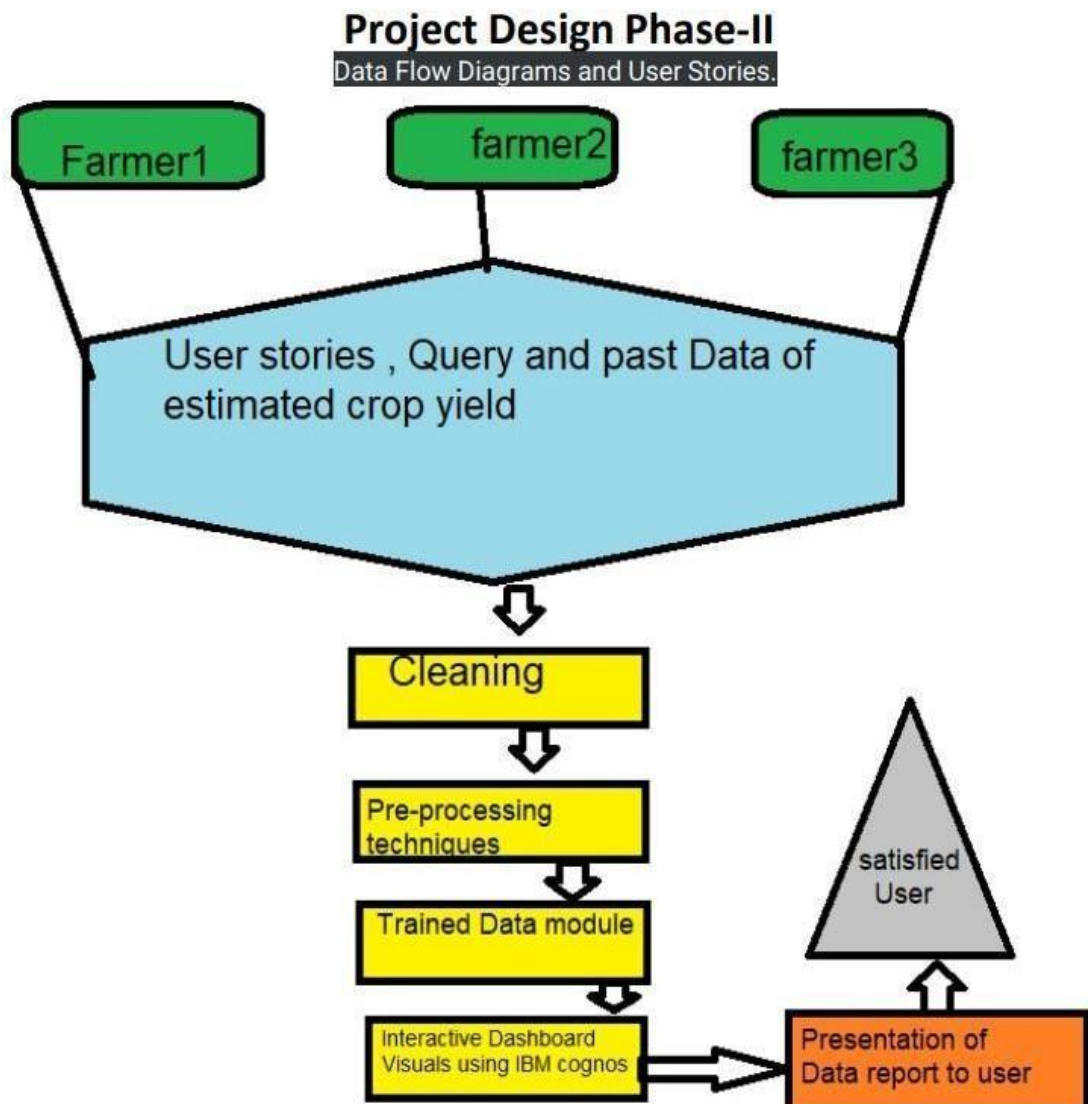 Project Design Phase-II
Data Flow Diagrams and User Stories.
Farmer1
farmer2
farmer3
User stories , Query and past Data of
estimated crop yield
Cleaning
Pre-processing
techniques
Trained Data module
Interactive Dashboard
Visuals using IBM cognos
Presentation of
Data report to user
satisfied
User